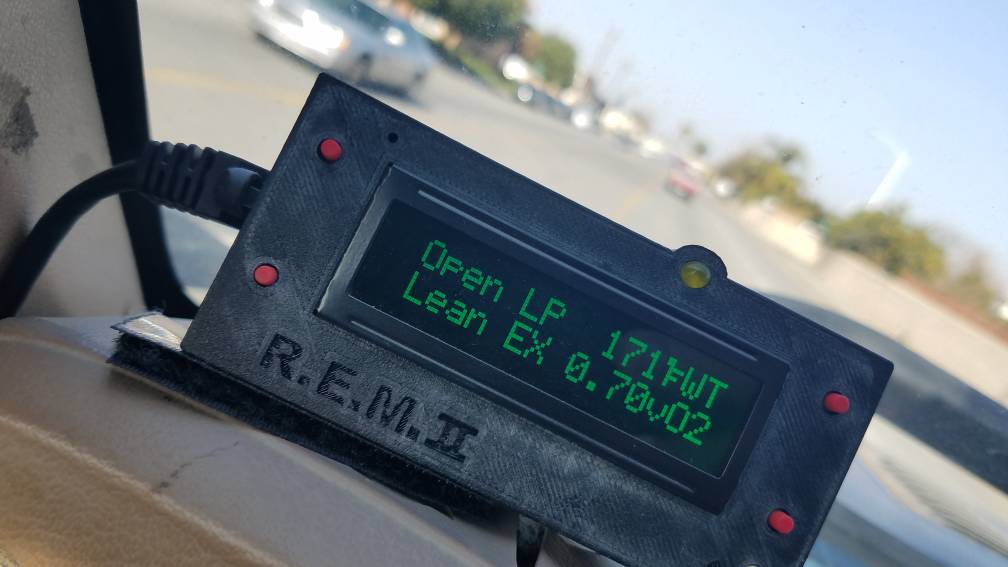 Open LP 171°FWT
Lean EX 0.70vO2
R.E.M.II